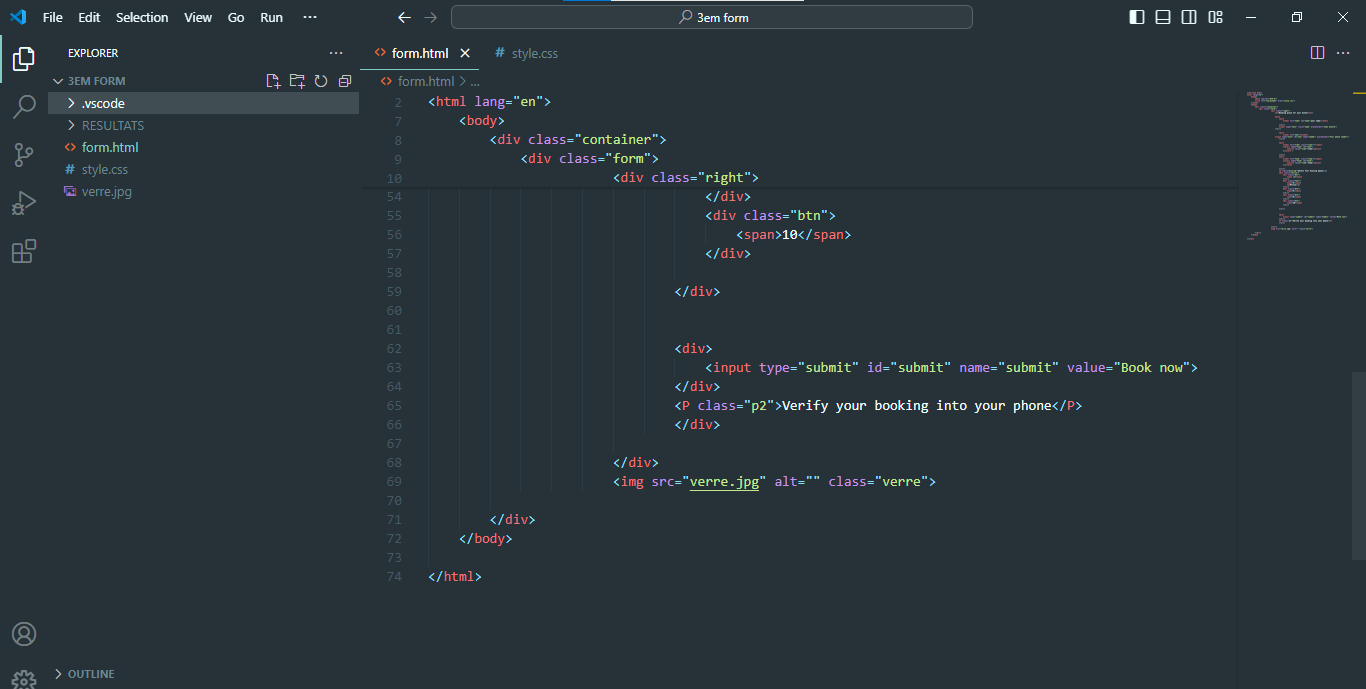 File Edit Selection View Go Run ···
3em form
EXPLORER ···
form.html
style.css
3EM FORM
form.html > ...
.vscode
RESULTATS
form.html
style.css
verre.jpg
2 <html lang="en">
7 <body>
8 <div class="container">
9 <div class="form">
10 <div class="right">
54 </div>
55 <div class="btn">
56 <span>10</span>
57 </div>
58
59 </div>
60
61
62 <div>
63 <input type="submit" id="submit" name="submit" value="Book now">
64 </div>
65 <P class="p2">Verify your booking into your phone</P>
66 </div>
67
68 </div>
69 <img src="verre.jpg" alt="" class="verre">
70
71 </div>
72 </body>
73
74 </html>
OUTLINE